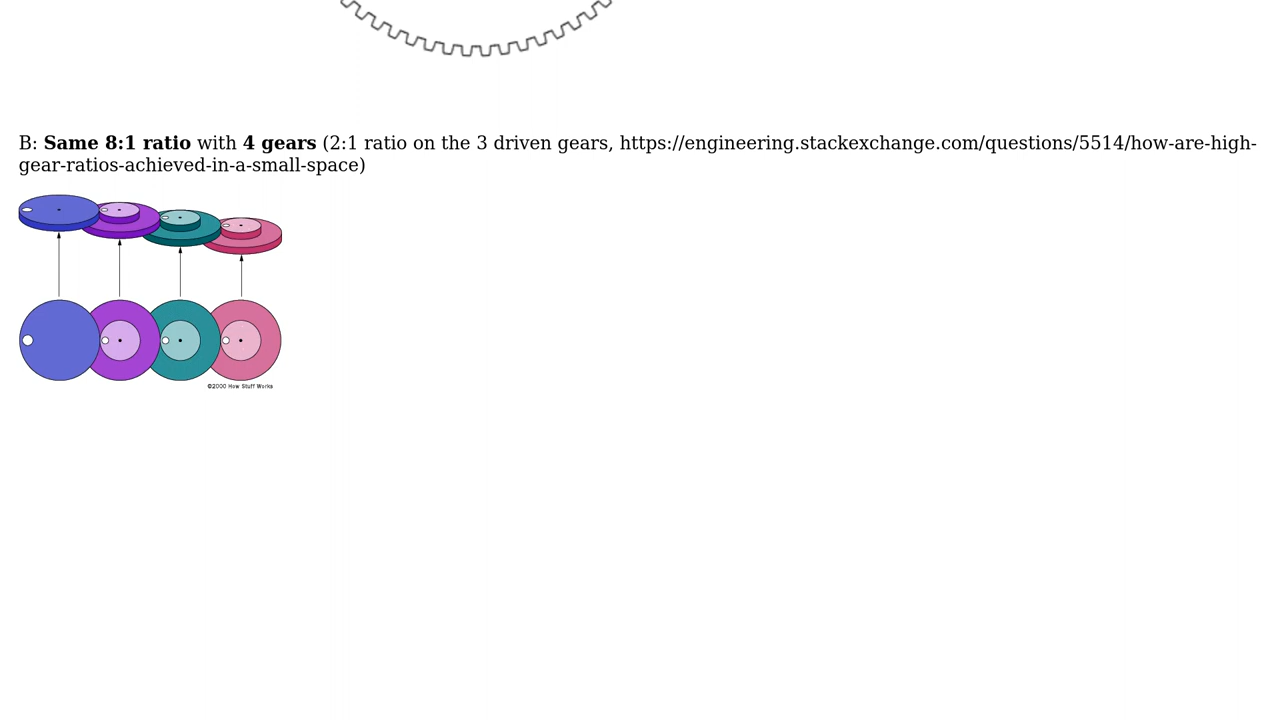 B: Same 8:1 ratio with 4 gears (2:1 ratio on the 3 driven gears, https://engineering.stackexchange.com/questions/5514/how-are-high-
gear-ratios-achieved-in-a-small-space)
©2000 How Stuff Works